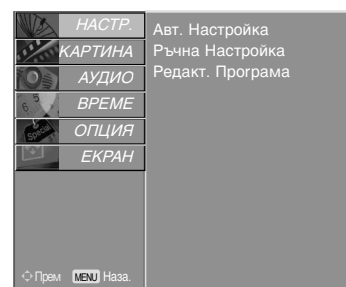 НАСТР.
КАРТИНА
АУДИО
ВРЕМЕ
ОПЦИЯ
ЕКРАН
Авт. Настройка
Ръчна Настройка
Редакт. Програма
Прем MENU Наза.